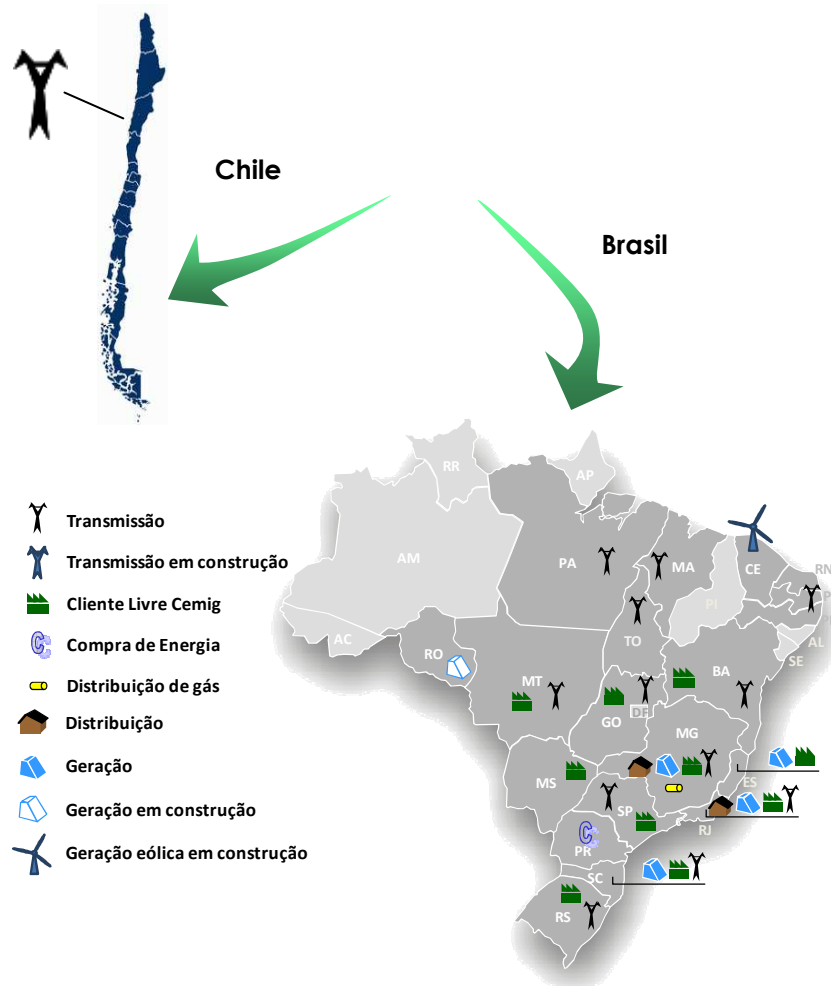 Chile
Brasil
RR
AP
Transmissão
Transmissão em construção
Cliente Livre Cemig
Compra de Energia
Distribuição de gás
Distribuição
Geração
Geração em construção
Geração eólica em construção
AM
PA
MA
CE
RN
PI
AC
RO
TO
AL
SE
MT
BA
GO
DF
MG
MS
ES
SP
RJ
PR
SC
RS